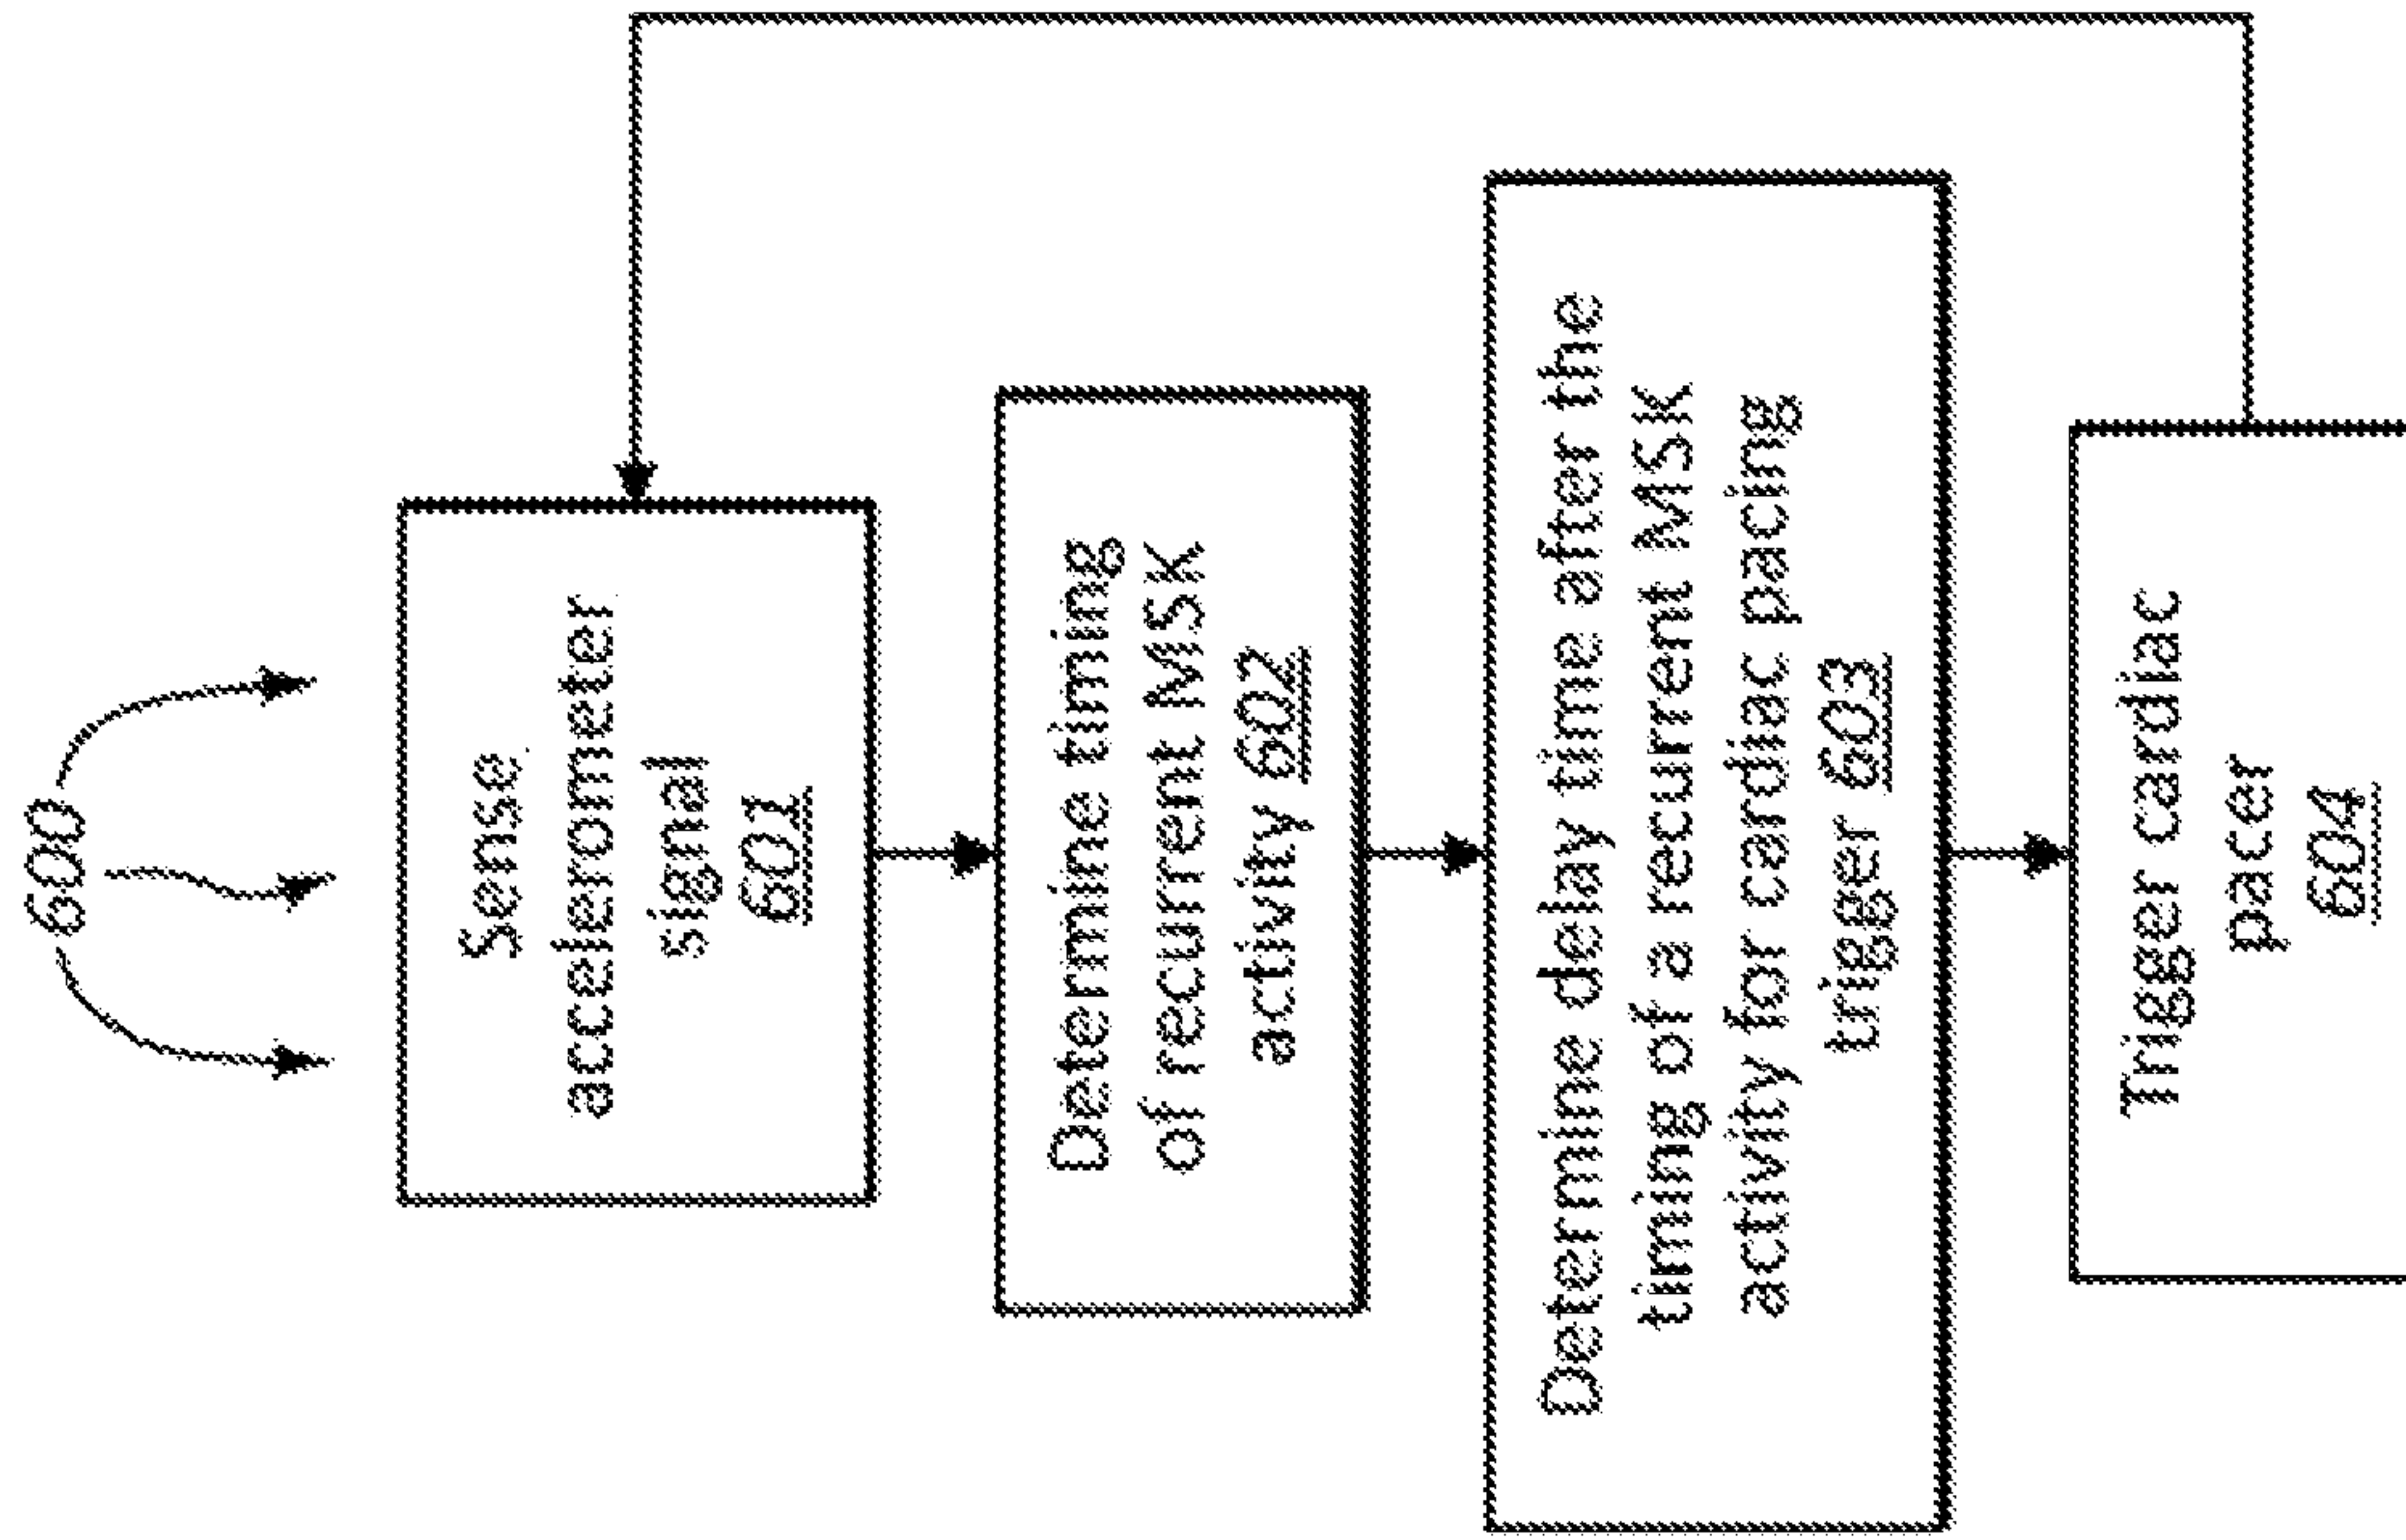 600
Sense
accelerometer
signal
601
Determine timing
of recurrent MSK
activity 602
Determine delay time after the
timing of a recurrent MSK
activity for cardiac pacing
trigger 603
Trigger cardiac
pacer
604